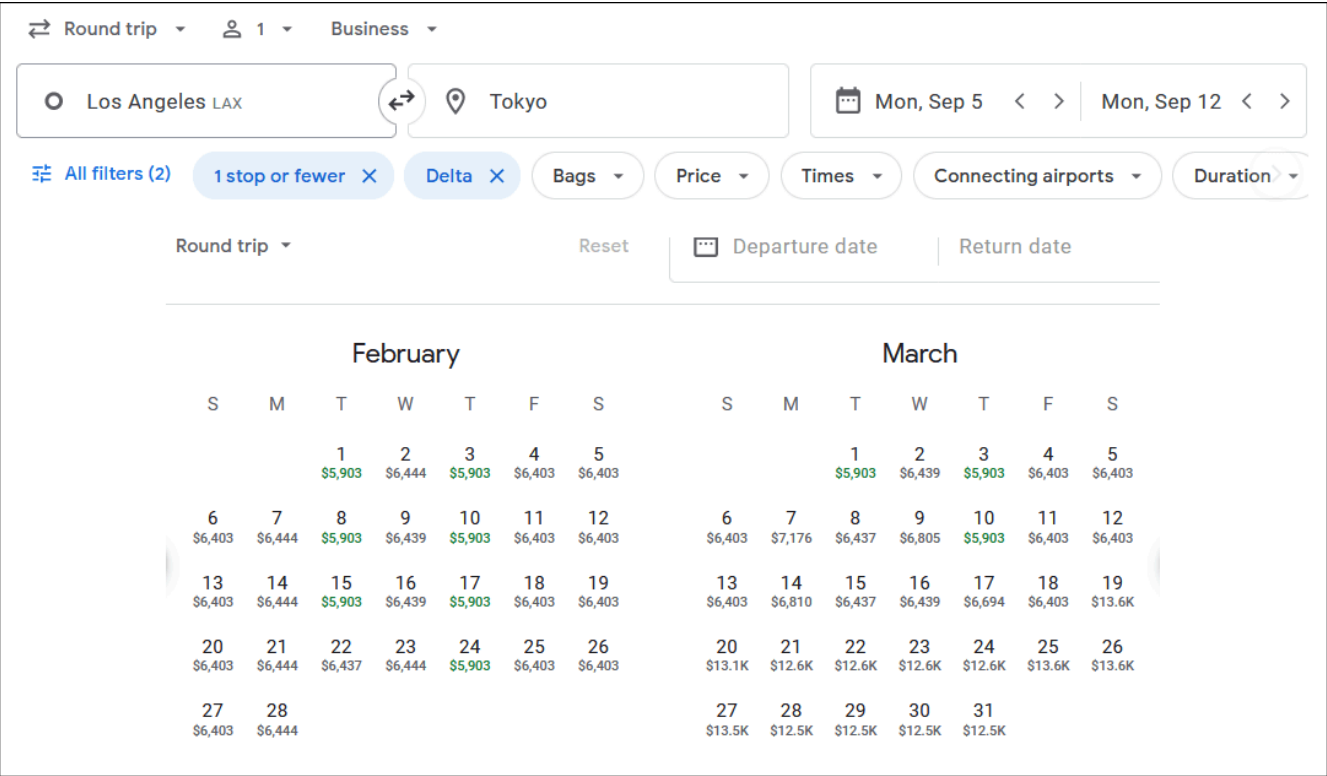 Round trip 1 Business
Los Angeles LAX Tokyo Mon, Sep 5 Mon, Sep 12
All filters (2) 1 stop or fewer Delta Bags Price Times Connecting airports Duration
Round trip Reset Departure date Return date
February March
S M T W T F S S M T W T F S
1 2 3 4 5 1 2 3 4 5
$5,903 $6,444 $5,903 $6,403 $6,403 $5,903 $6,439 $5,903 $6,403 $6,403
6 7 8 9 10 11 12 6 7 8 9 10 11 12
$6,403 $6,444 $5,903 $6,439 $5,903 $6,403 $6,403 $6,403 $7,176 $6,437 $6,805 $5,903 $6,403 $6,403
13 14 15 16 17 18 19 13 14 15 16 17 18 19
$6,403 $6,444 $5,903 $6,439 $5,903 $6,403 $6,403 $6,403 $6,810 $6,437 $6,439 $6,694 $6,403 $13.6K
20 21 22 23 24 25 26 20 21 22 23 24 25 26
$6,403 $6,444 $6,437 $6,444 $5,903 $6,403 $6,403 $13.1K $12.6K $12.6K $12.6K $12.6K $13.6K $13.6K
27 28 27 28 29 30 31
$6,403 $6,444 $13.5K $12.5K $12.5K $12.5K $12.5K